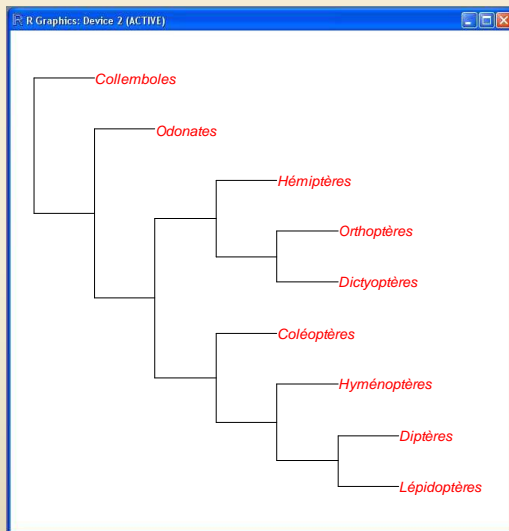 R Graphics: Device 2 (ACTIVE)
Collemboles
Odonates
Hémiptères
Orthoptères
Dictyoptères
Coléoptères
Hyménoptères
Diptères
Lépidoptères